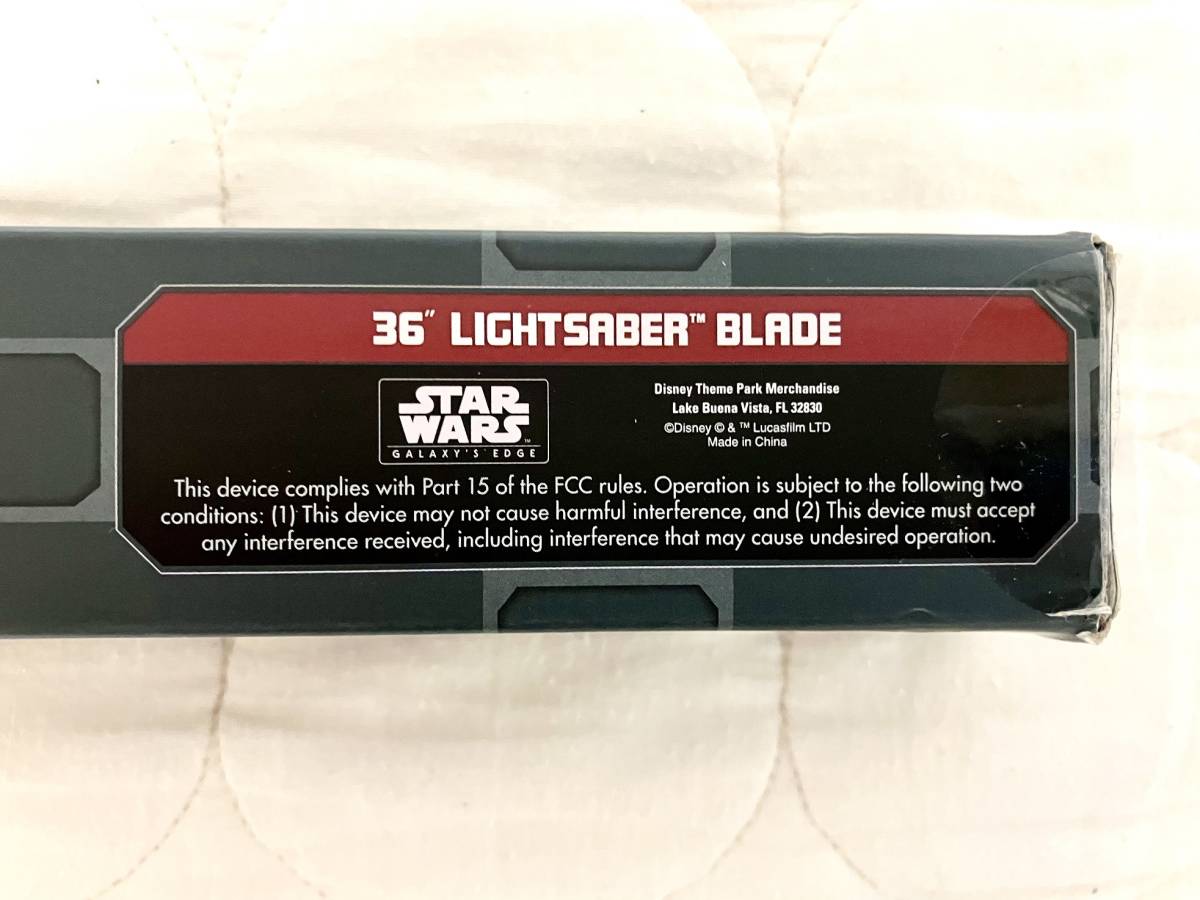 36" LIGHTSABER™ BLADE
STAR
WARS™
GALAXY'S EDGE
Disney Theme Park Merchandise
Lake Buena Vista, FL 32830
©Disney © & ™ Lucasfilm LTD
Made in China
This device complies with Part 15 of the FCC rules. Operation is subject to the following two
conditions: (1) This device may not cause harmful interference, and (2) This device must accept
any interference received, including interference that may cause undesired operation.